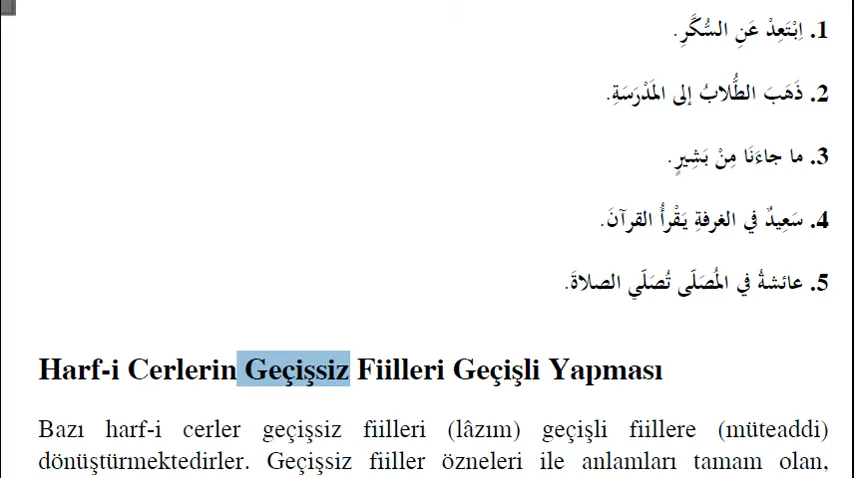 1. اِبْتَعِدْ عَنِ السُّكَّرِ.
2. ذَهَبَ الطُّلابُ إلى المَدْرَسَةِ.
3. ما جاءَنَا مِنْ بَشِيرٍ.
4. سَعِيدٌ في الغرفةِ يَقْرأُ القرآنَ.
5. عائشةُ في المُصَلّى تُصَلّي الصلاةَ.
Harf-i Cerlerin Geçişsiz Fiilleri Geçişli Yapması
Bazı harf-i cerler geçişsiz fiilleri (lâzım) geçişli fiillere (müteaddi)
dönüştürmektedirler. Geçişsiz fiiller özneleri ile anlamları tamam olan,